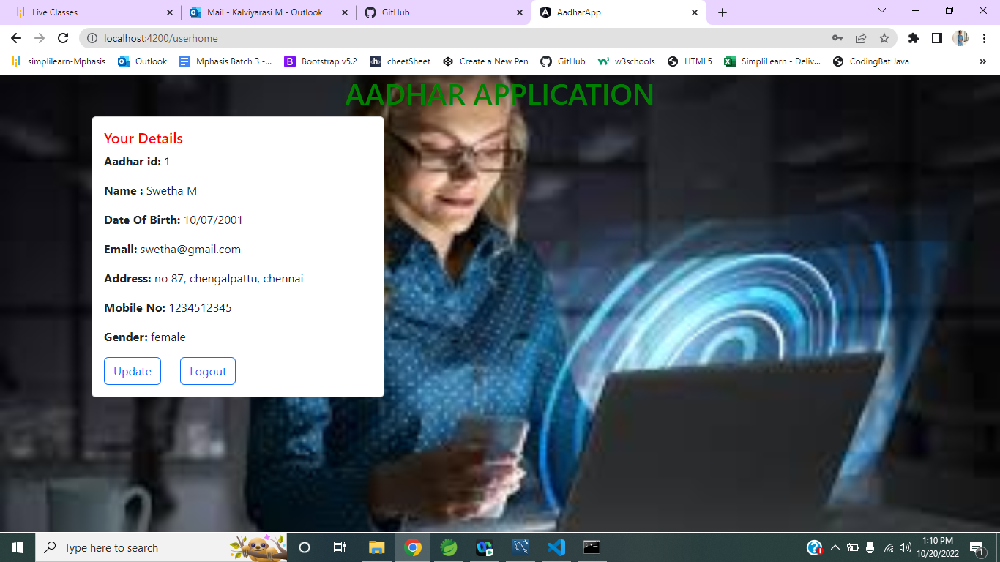 Live Classes
Mail - Kalviyarasi M - Outlook
GitHub
AadharApp
localhost:4200/userhome
simplilearn-Mphasis
Outlook
Mphasis Batch 3 -...
Bootstrap v5.2
cheetSheet
Create a New Pen
GitHub
w3schools
HTML5
SimpliLearn - Deliv...
CodingBat Java
»
AADHAR APPLICATION
Your Details
Aadhar id: 1
Name : Swetha M
Date Of Birth: 10/07/2001
Email: swetha@gmail.com
Address: no 87, chengalpattu, chennai
Mobile No: 1234512345
Gender: female
Update
Logout
Type here to search
1:10 PM
10/20/2022
1